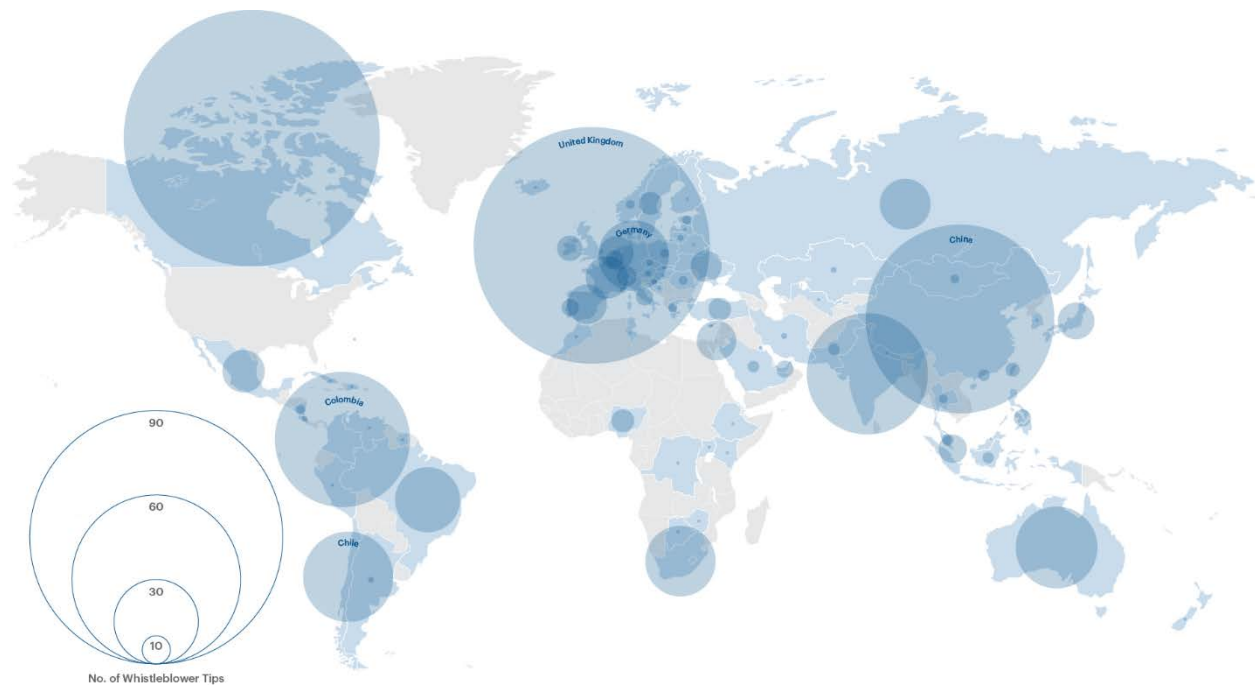 United Kingdom
Germany
China
Colombia
Chile
90
60
30
10
No. of Whistleblower Tips